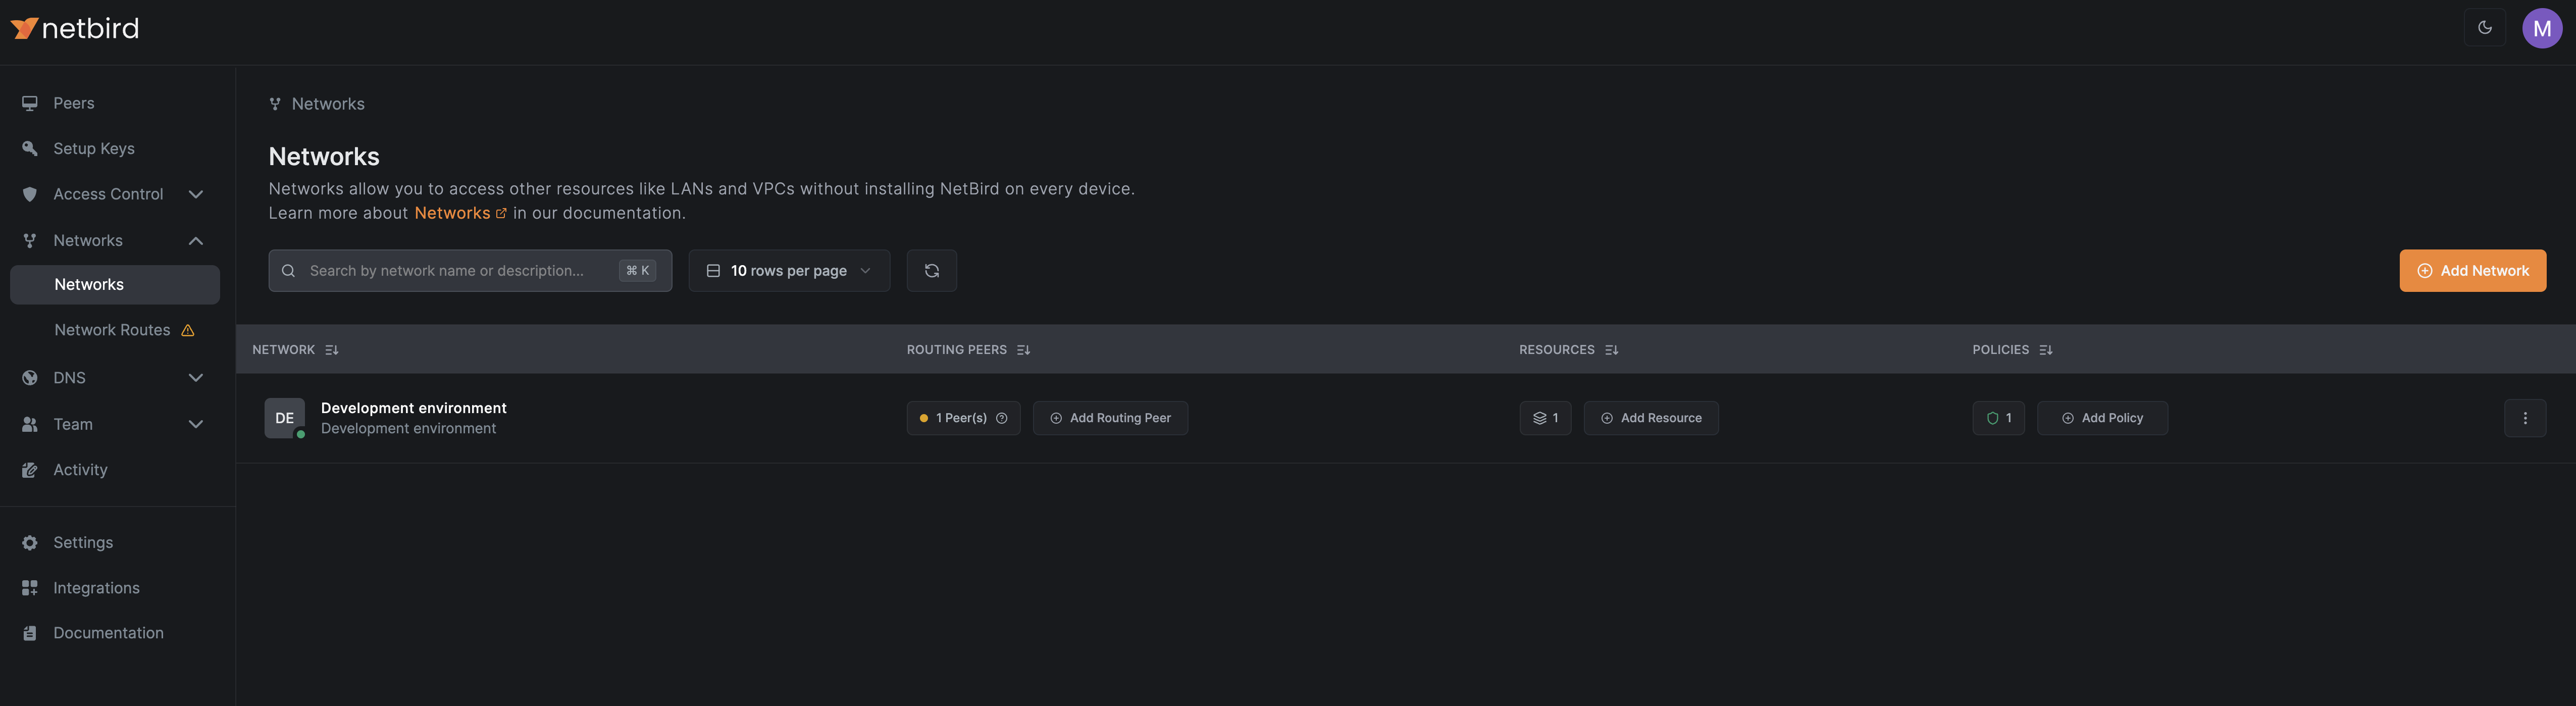 netbird
M
Peers
Setup Keys
Access Control
Networks
Networks
Network Routes
DNS
Team
Activity
Settings
Integrations
Documentation
Networks
Networks
Networks allow you to access other resources like LANs and VPCs without installing NetBird on every device.
Learn more about Networks in our documentation.
Search by network name or description... ⌘ K
10 rows per page
Add Network
NETWORK ROUTING PEERS RESOURCES POLICIES
DE
Development environment
Development environment
1 Peer(s) Add Routing Peer 1 Add Resource 1 Add Policy